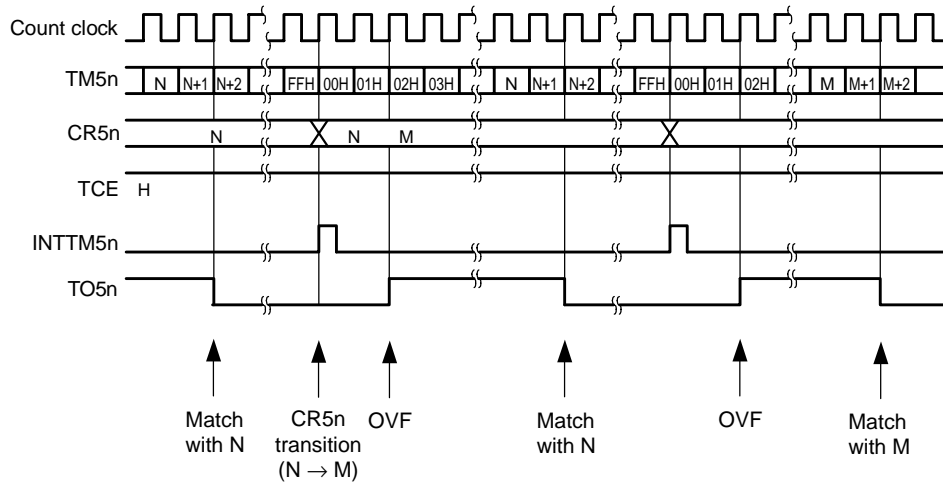 Count clock
TM5n N N+1 N+2 FFH 00H 01H 02H 03H N N+1 N+2 FFH 00H 01H 02H M M+1 M+2
CR5n N N M
TCE H
INTTM5n
TO5n
Match with N
CR5n transition (N → M)
OVF
Match with N
OVF
Match with M